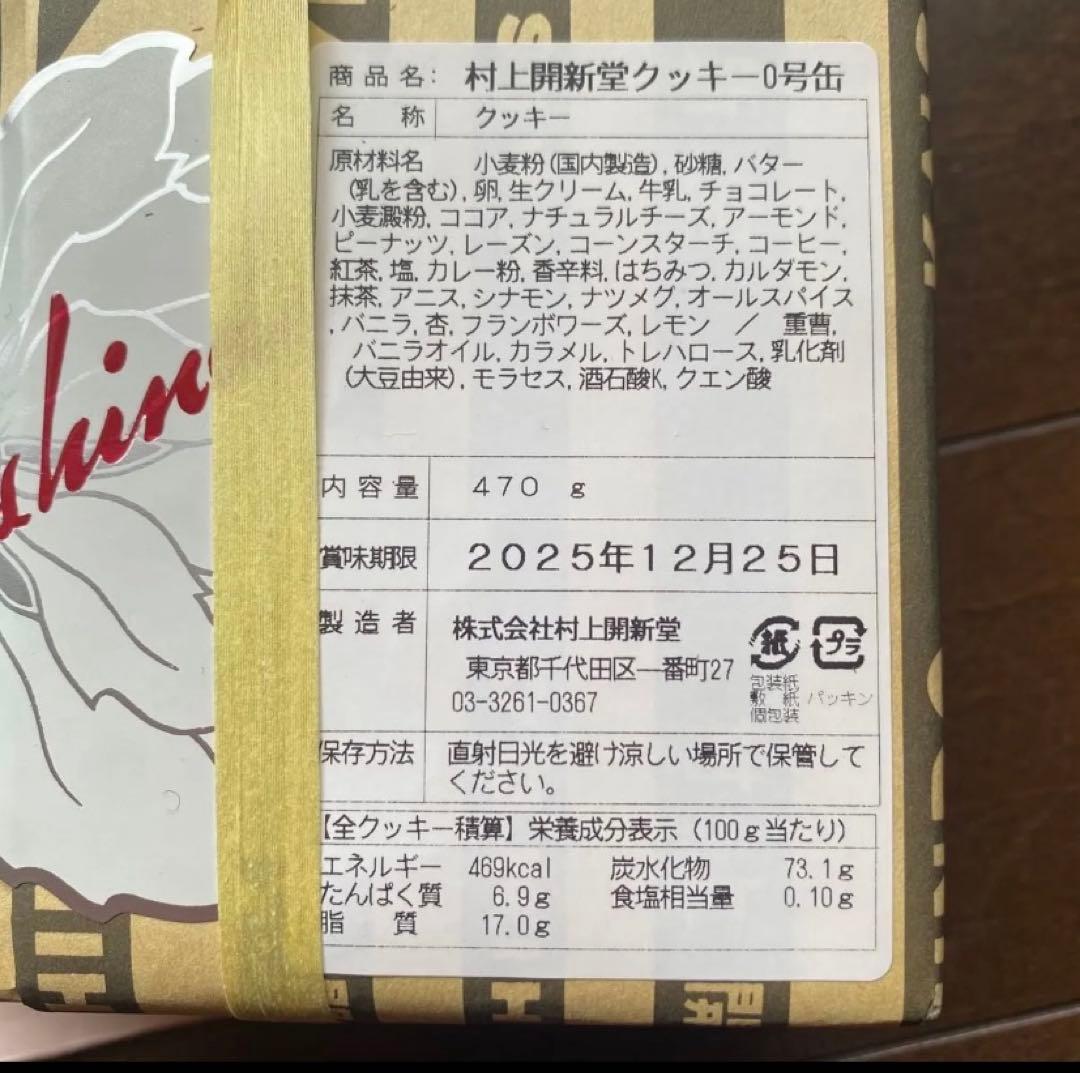 商品名: 村上開新堂クッキー0号缶
名 称 クッキー
原材料名 小麦粉(国内製造), 砂糖, バター
(乳を含む), 卵, 生クリーム, 牛乳, チョコレート,
小麦澱粉, ココア, ナチュラルチーズ, アーモンド,
ピーナッツ, レーズン, コーンスターチ, コーヒー,
紅茶, 塩, カレー粉, 香辛料, はちみつ, カルダモン,
抹茶, アニス, シナモン, ナツメグ, オールスパイス
, バニラ, 杏, フランボワーズ, レモン / 重曹,
バニラオイル, カラメル, トレハロース, 乳化剤
(大豆由来), モラセス, 酒石酸K, クエン酸
内容量 470 g
賞味期限 2025年12月25日
製造者 株式会社村上開新堂
東京都千代田区一番町27
03-3261-0367
紙 プラ
包装紙
敷 紙 パッキン
個包装
保存方法 直射日光を避け涼しい場所で保管して
ください。
【全クッキー積算】栄養成分表示 (100g当たり)
エネルギー 469kcal 炭水化物 73.1g
たんぱく質 6.9g 食塩相当量 0.10g
脂 質 17.0g